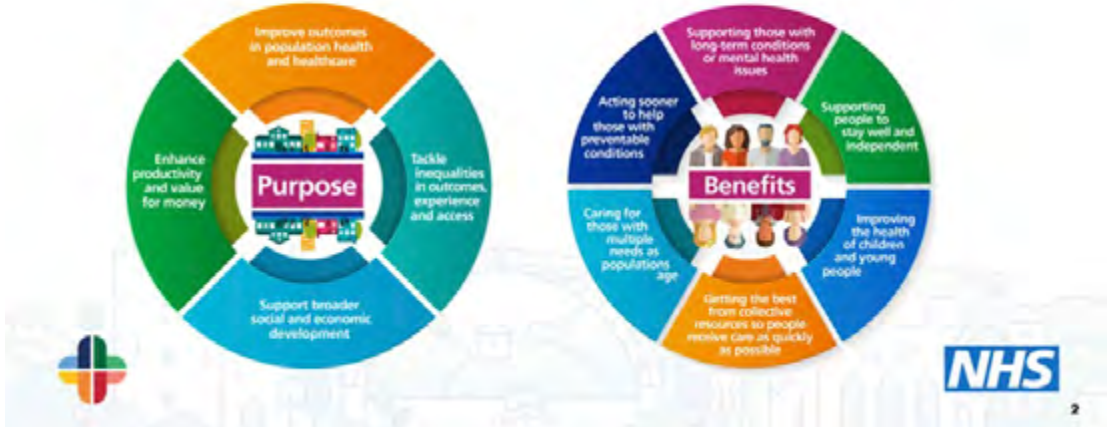 Improve outcomes
in population health
and healthcare
Tackle
inequalities
in outcomes,
experience
and access
Support broader
social and economic
development
Enhance
productivity
and value
for money
Purpose
Supporting those with
long-term conditions
or mental health
issues
Supporting
people to
stay well and
independent
Improving
the health
of children
and young
people
Getting the best
from collective
resources so people
receive care as quickly
as possible
Caring for
those with
multiple
needs as
populations
age
Acting sooner
to help
those with
preventable
conditions
Benefits
NHS
2